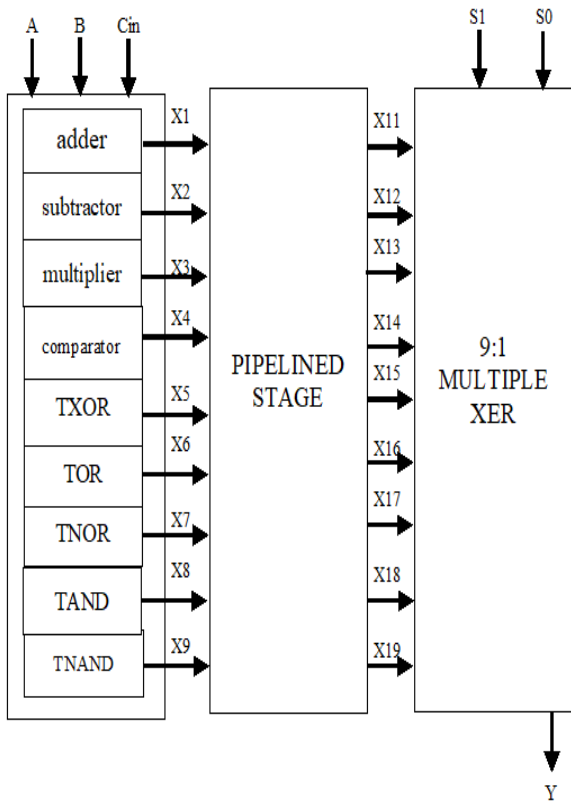 A
B
Cin
S1
S0
adder
subtractor
multiplier
comparator
TXOR
TOR
TNOR
TAND
TNAND
X1
X2
X3
X4
X5
X6
X7
X8
X9
PIPELINED
STAGE
X11
X12
X13
X14
X15
X16
X17
X18
X19
9:1
MULTIPLE
XER
Y